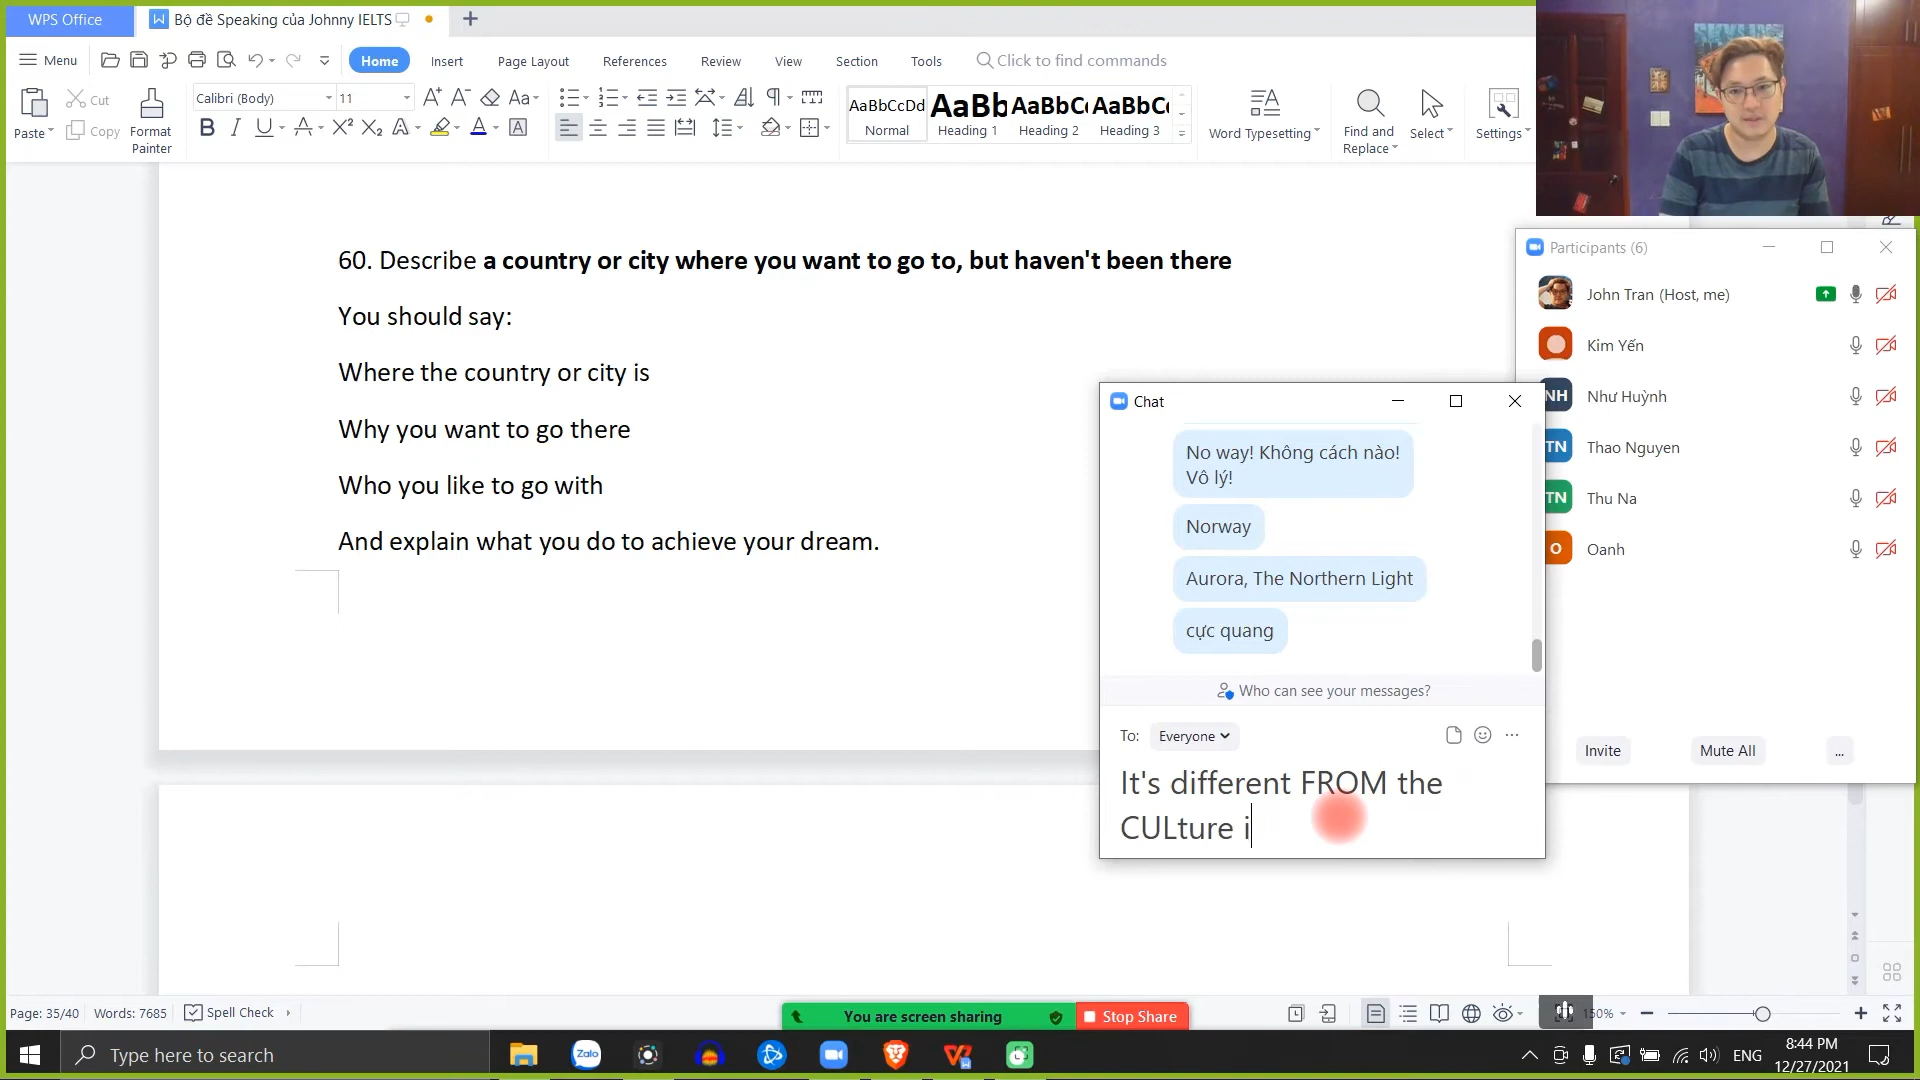 WPS Office
Bộ đề Speaking của Johnny IELTS
Menu
Home
Insert
Page Layout
References
Review
View
Section
Tools
Click to find commands
Paste
Cut
Copy
Format
Painter
Calibri (Body)
11
AaBbCcDd
Normal
AaBb
Heading 1
AaBbC
Heading 2
AaBbC
Heading 3
Word Typesetting
Find and
Replace
Select
Settings
60. Describe a country or city where you want to go to, but haven't been there
You should say:
Where the country or city is
Why you want to go there
Who you like to go with
And explain what you do to achieve your dream.
Participants (6)
John Tran (Host, me)
Kim Yến
NH
Như Huỳnh
TN
Thao Nguyen
TN
Thu Na
O
Oanh
Invite
Mute All
...
Chat
No way! Không cách nào!
Vô lý!
Norway
Aurora, The Northern Light
cực quang
Who can see your messages?
To:
Everyone
It's different FROM the
CULture i
Page: 35/40
Words: 7685
Spell Check
You are screen sharing
Stop Share
150%
Type here to search
Zalo
ENG
8:44 PM
12/27/2021